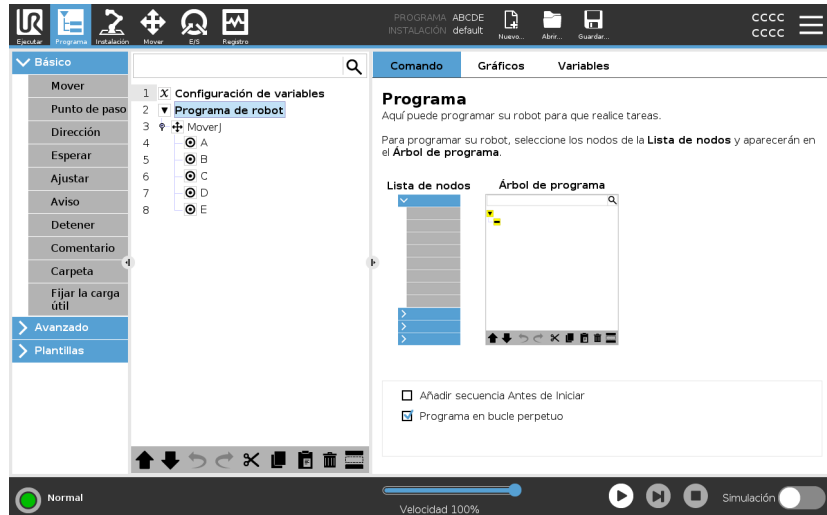 UR
PROGRAMA ABCDE
INSTALACIÓN default
CCCC
CCCC
Ejecutar Programa Instalación Mover E/S Registro Nuevo... Abrir... Guardar...
Básico
Mover
Punto de paso
Dirección
Esperar
Ajustar
Aviso
Detener
Comentario
Carpeta
Fijar la carga
útil
Avanzado
Plantillas
1 X Configuración de variables
2 Programa de robot
3 MoverJ
4 A
5 B
6 C
7 D
8 E
Comando Gráficos Variables
Programa
Aquí puede programar su robot para que realice tareas.
Para programar su robot, seleccione los nodos de la Lista de nodos y aparecerán en
el Árbol de programa.
Lista de nodos Árbol de programa
Añadir secuencia Antes de Iniciar
Programa en bucle perpetuo
Normal
Velocidad 100%
Simulación